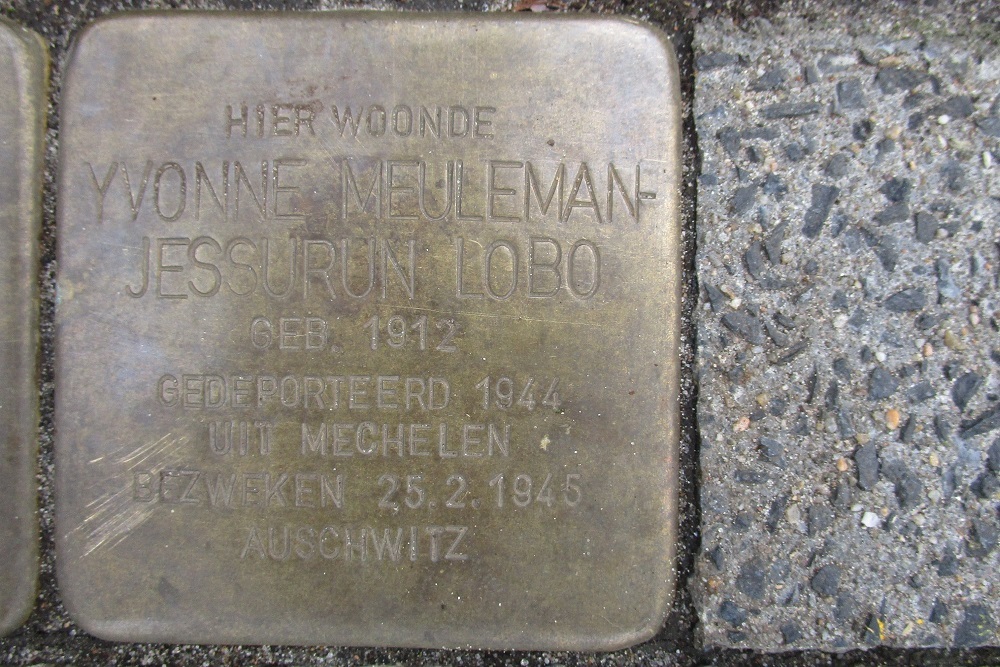 HIER WOONDE
YVONNE MEULEMAN-
JESSURUN LOBO
GEB. 1912
GEDEPORTEERD 1944
UIT MECHELEN
BEZWEKEN 25.2.1945
AUSCHWITZ